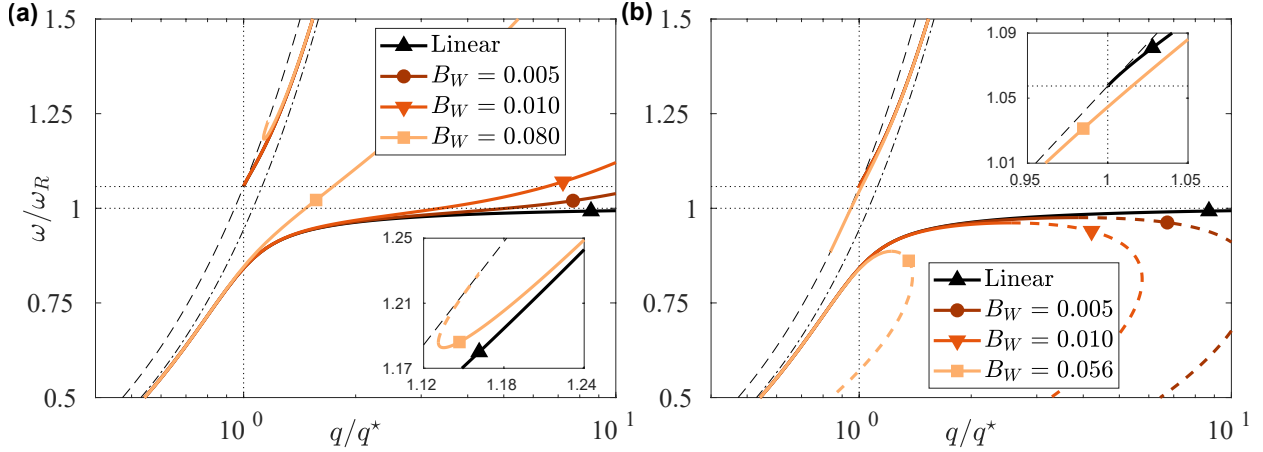 (a)
1.5
1.25
1
0.75
0.5
ω/ω_R
10^0
q/q^⋆
10^1
Linear
B_W = 0.005
B_W = 0.010
B_W = 0.080
1.25
1.21
1.17
1.12
1.18
1.24
(b)
1.5
1.25
1
0.75
0.5
10^0
q/q^⋆
10^1
1.09
1.05
1.01
0.95
1
1.05
Linear
B_W = 0.005
B_W = 0.010
B_W = 0.056